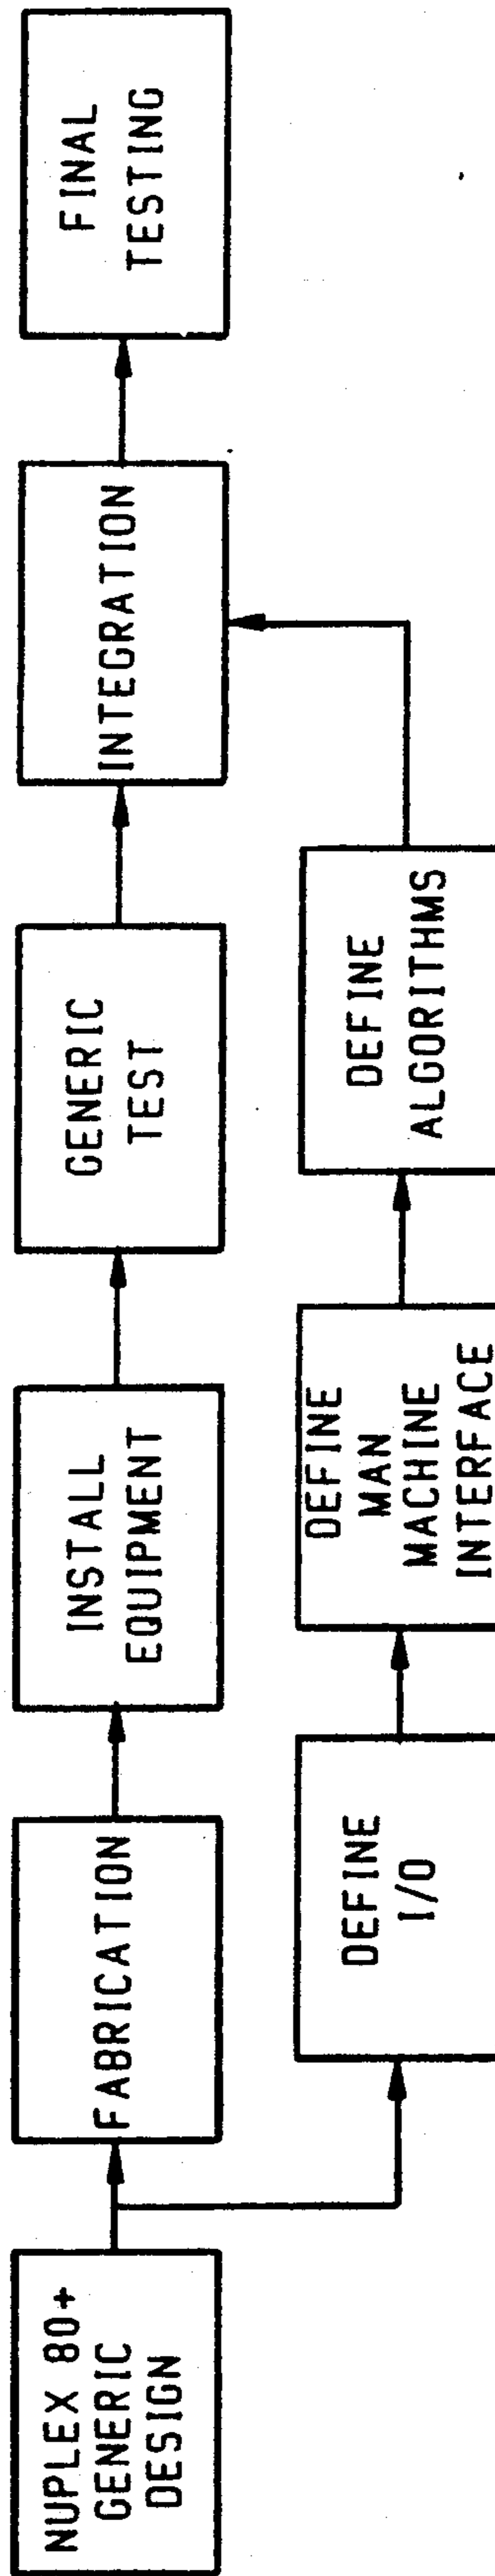 NUPLEX 80+
GENERIC
DESIGN
FABRICATION
INSTALL
EQUIPMENT
GENERIC
TEST
INTEGRATION
FINAL
TESTING
DEFINE
I/O
DEFINE
MAN
MACHINE
INTERFACE
DEFINE
ALGORITHMS